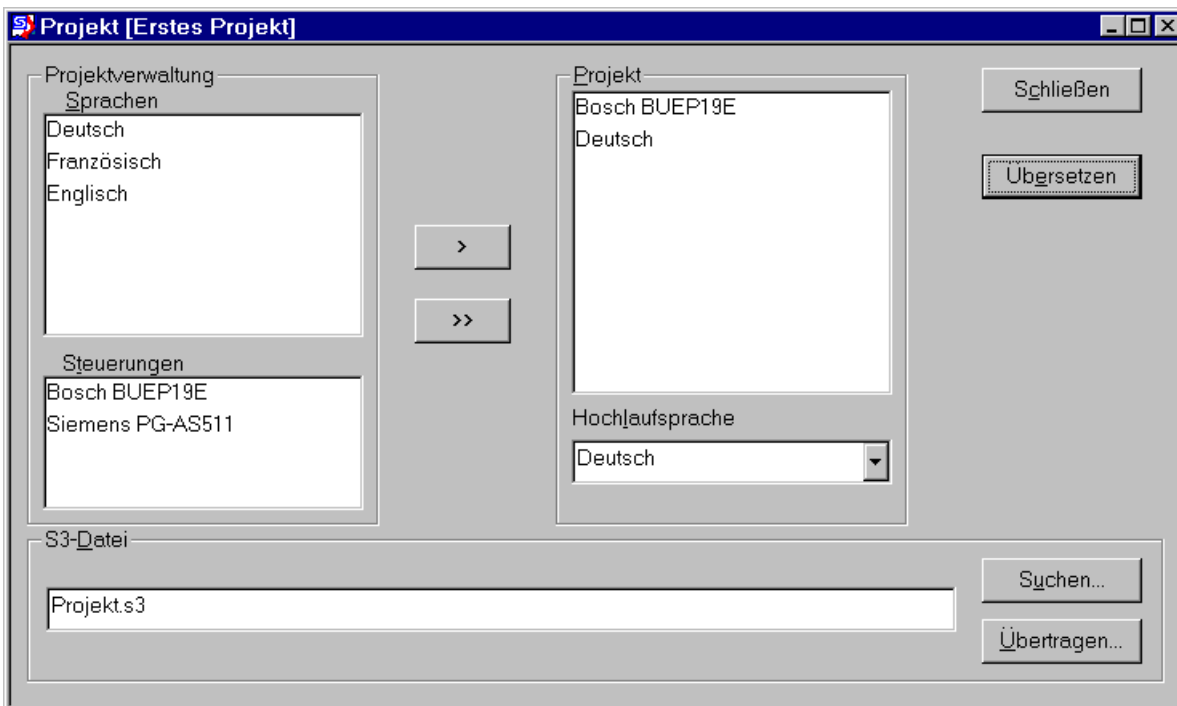 Projekt [Erstes Projekt]
Projektverwaltung
Sprachen
Deutsch
Französisch
Englisch
Steuerungen
Bosch BUEP19E
Siemens PG-AS511
>
>>
Projekt
Bosch BUEP19E
Deutsch
Hochlaufsprache
Deutsch
Schließen
Übersetzen
S3-Datei
Projekt.s3
Suchen...
Übertragen...